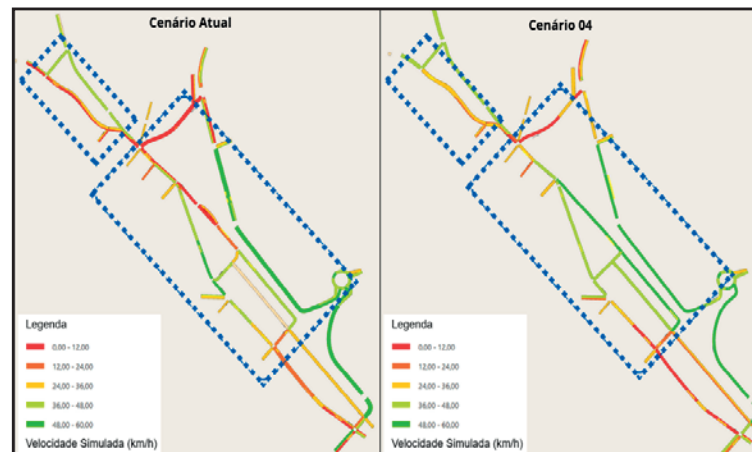 Cenário Atual
Legenda
0,00 - 12,00
12,00 - 24,00
24,00 - 36,00
36,00 - 48,00
48,00 - 60,00
Velocidade Simulada (km/h)
Cenário 04
Legenda
0,00 - 12,00
12,00 - 24,00
24,00 - 36,00
36,00 - 48,00
48,00 - 60,00
Velocidade Simulada (km/h)